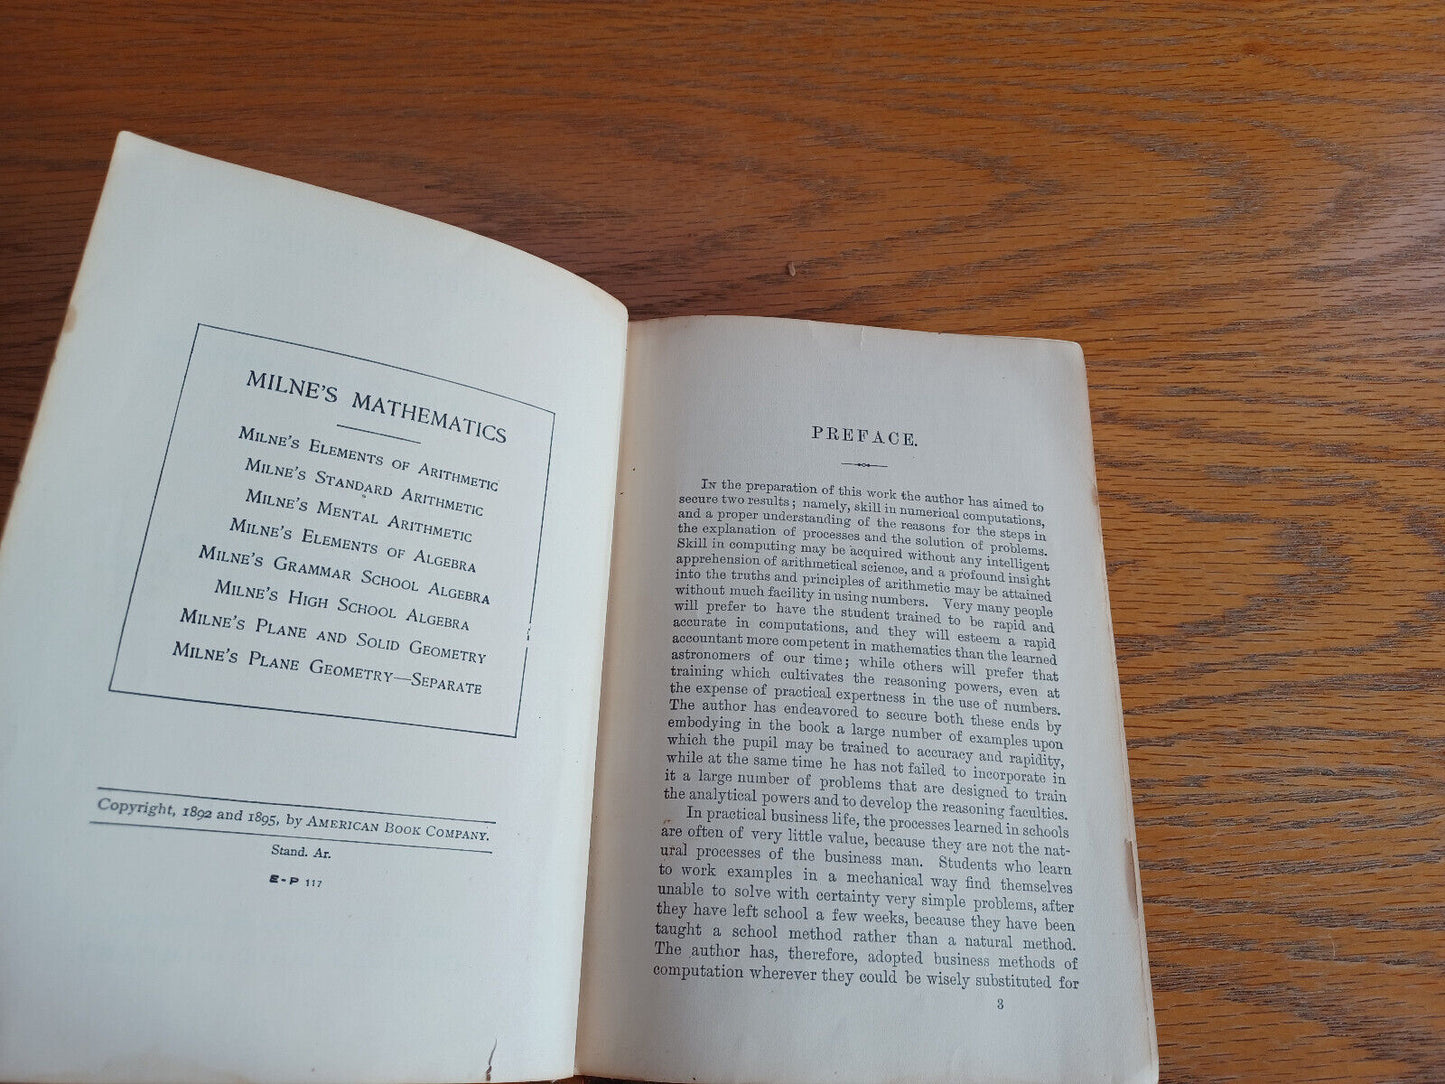 MILNE'S MATHEMATICS
MILNE'S ELEMENTS OF ARITHMETIC
MILNE'S STANDARD ARITHMETIC
MILNE'S MENTAL ARITHMETIC
MILNE'S ELEMENTS OF ALGEBRA
MILNE'S GRAMMAR SCHOOL ALGEBRA
MILNE'S HIGH SCHOOL ALGEBRA
MILNE'S PLANE AND SOLID GEOMETRY
MILNE'S PLANE GEOMETRY—SEPARATE
Copyright, 1892 and 1895, by AMERICAN BOOK COMPANY.
Stand. Ar.
E-P 117
PREFACE.
IN the preparation of this work the author has aimed to
secure two results; namely, skill in numerical computations,
and a proper understanding of the reasons for the steps in
the explanation of processes and the solution of problems.
Skill in computing may be acquired without any intelligent
apprehension of arithmetical science, and a profound insight
into the truths and principles of arithmetic may be attained
without much facility in using numbers. Very many people
will prefer to have the student trained to be rapid and
accurate in computations, and they will esteem a rapid
accountant more competent in mathematics than the learned
astronomers of our time; while others will prefer that
training which cultivates the reasoning powers, even at
the expense of practical expertness in the use of numbers.
The author has endeavored to secure both these ends by
embodying in the book a large number of examples upon
which the pupil may be trained to accuracy and rapidity,
while at the same time he has not failed to incorporate in
it a large number of problems that are designed to train
the analytical powers and to develop the reasoning faculties.
In practical business life, the processes learned in schools
are often of very little value, because they are not the nat-
ural processes of the business man. Students who learn
to work examples in a mechanical way find themselves
unable to solve with certainty very simple problems, after
they have left school a few weeks, because they have been
taught a school method rather than a natural method.
The author has, therefore, adopted business methods of
computation wherever they could be wisely substituted for
3